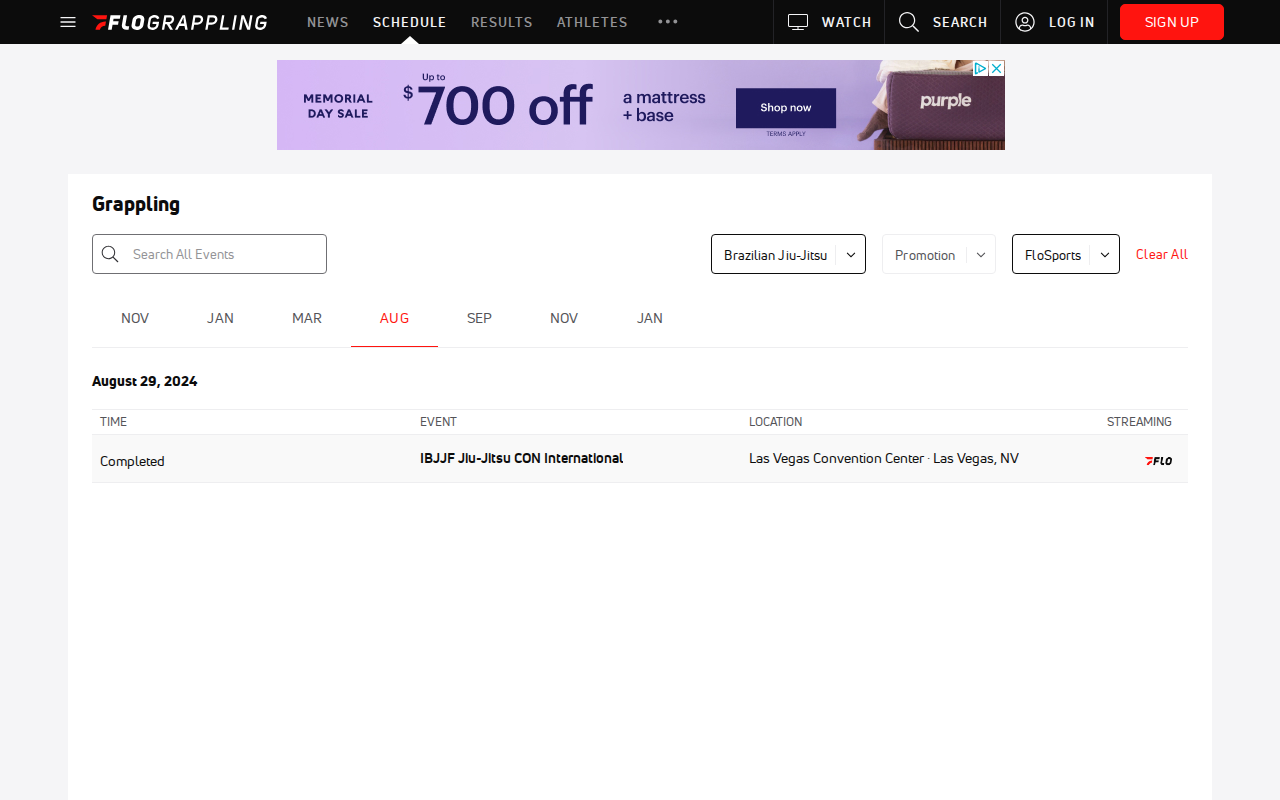 FLOGRAPPLING NEWS SCHEDULE RESULTS ATHLETES WATCH SEARCH LOG IN SIGN UP
MEMORIAL DAY SALE
Up to
$700 off
a mattress + base
Shop now
TERMS APPLY
purple
Grappling
Search All Events Brazilian Jiu-Jitsu Promotion FloSports Clear All
NOV JAN MAR AUG SEP NOV JAN
August 29, 2024
TIME EVENT LOCATION STREAMING
Completed IBJJF Jiu-Jitsu CON International Las Vegas Convention Center · Las Vegas, NV FLO